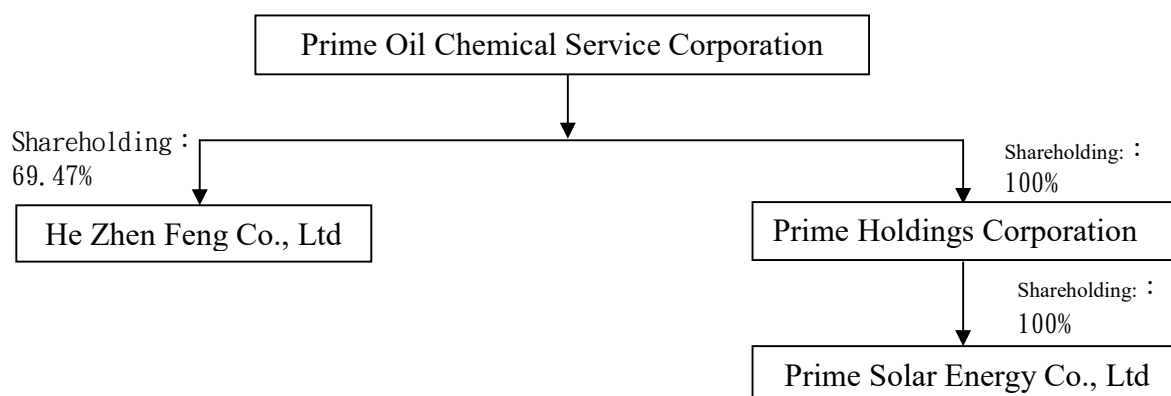 Prime Oil Chemical Service Corporation
Shareholding：
69.47%
Shareholding:：
100%
He Zhen Feng Co., Ltd
Prime Holdings Corporation
Shareholding:：
100%
Prime Solar Energy Co., Ltd